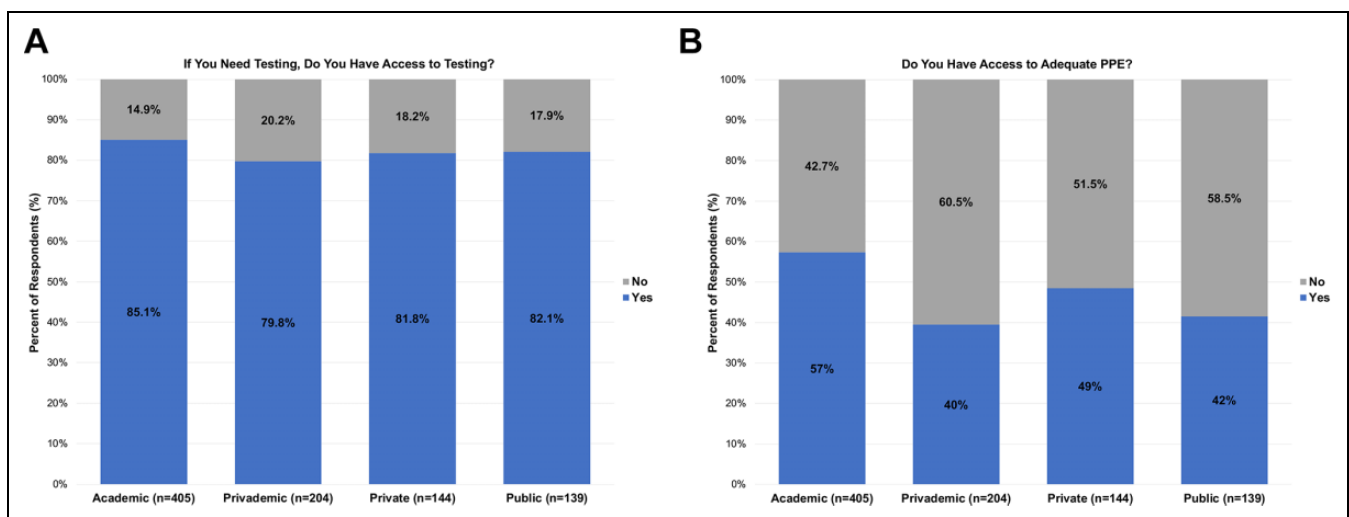 A
If You Need Testing, Do You Have Access to Testing?
100%
90%
80%
70%
60%
50%
40%
30%
20%
10%
0%
Percent of Respondents (%)
14.9%
20.2%
18.2%
17.9%
85.1%
79.8%
81.8%
82.1%
No
Yes
Academic (n=405)
Privademic (n=204)
Private (n=144)
Public (n=139)
B
Do You Have Access to Adequate PPE?
100%
90%
80%
70%
60%
50%
40%
30%
20%
10%
0%
Percent of Respondents (%)
42.7%
60.5%
51.5%
58.5%
57%
40%
49%
42%
No
Yes
Academic (n=405)
Privademic (n=204)
Private (n=144)
Public (n=139)